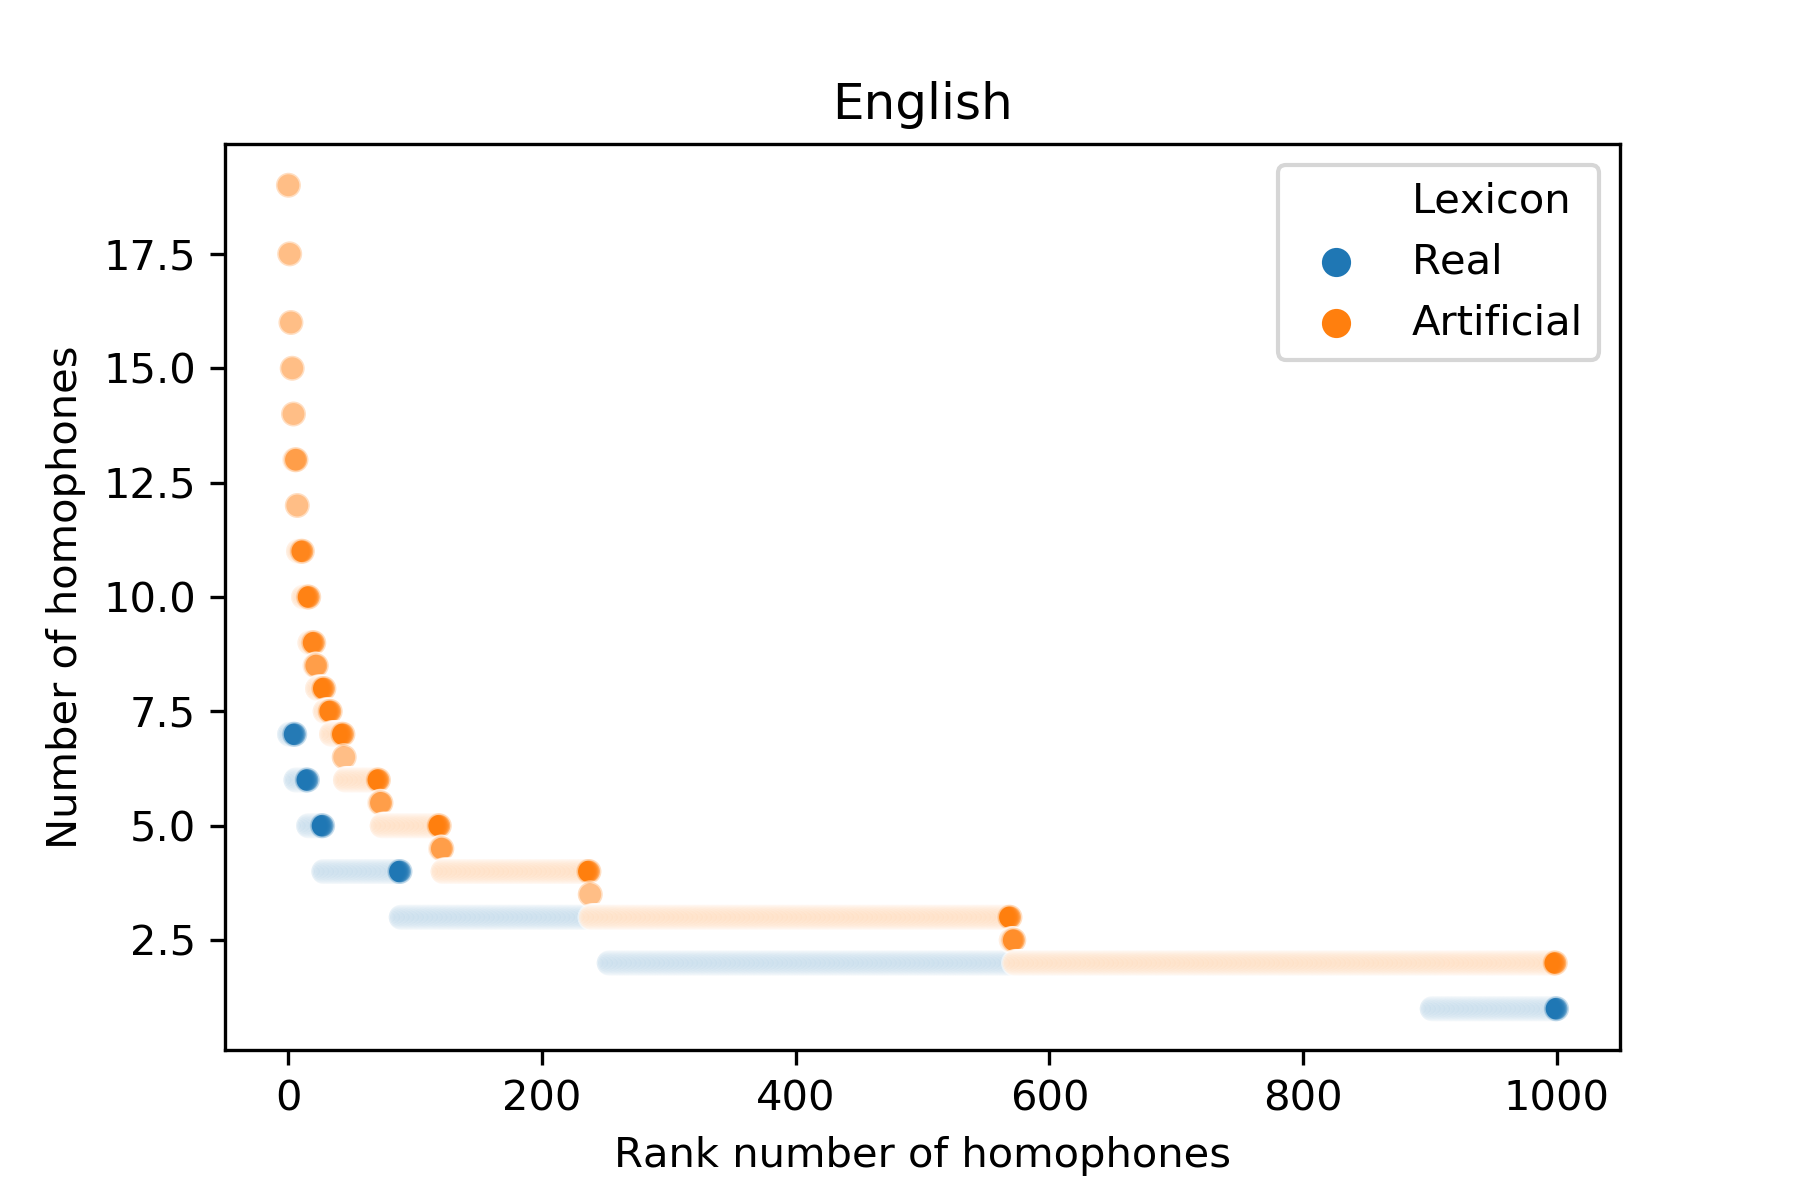 English
Lexicon
Real
Artificial
Number of homophones
17.5
15.0
12.5
10.0
7.5
5.0
2.5
0 200 400 600 800 1000
Rank number of homophones